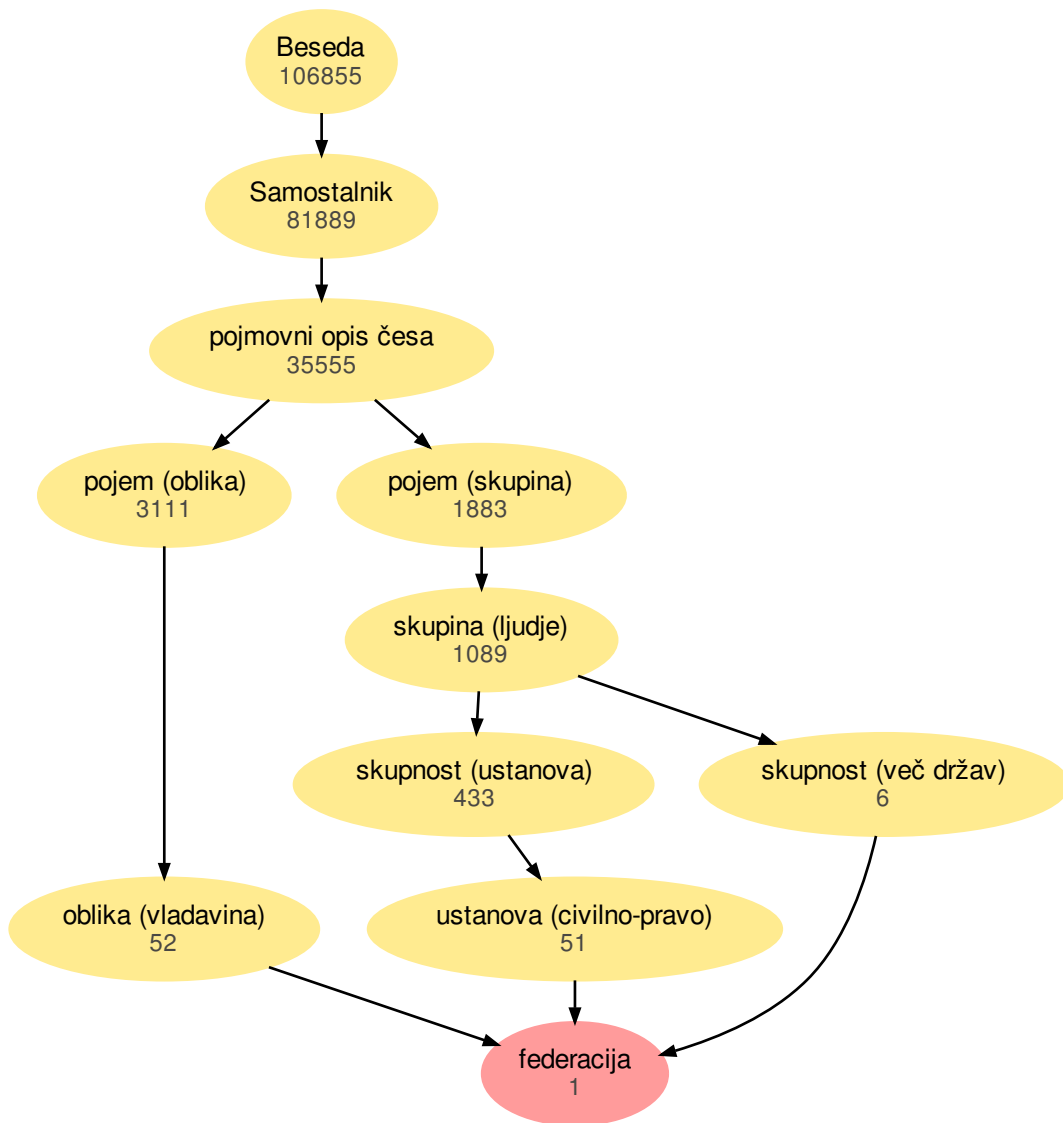 Beseda
106855
Samostalnik
81889
pojmovni opis česa
35555
pojem (oblika)
3111
pojem (skupina)
1883
skupina (ljudje)
1089
skupnost (ustanova)
433
skupnost (več držav)
6
oblika (vladavina)
52
ustanova (civilno-pravo)
51
federacija
1